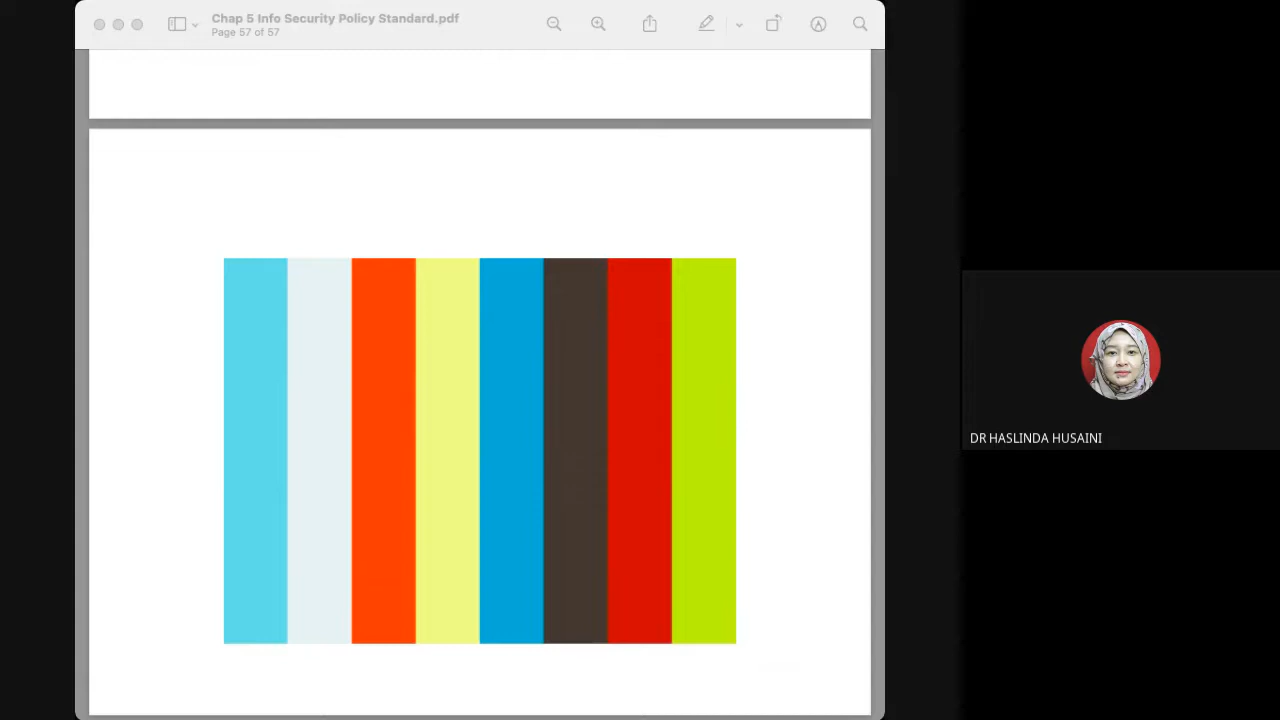 Chap 5 Info Security Policy Standard.pdf
Page 57 of 57
DR HASLINDA HUSAINI